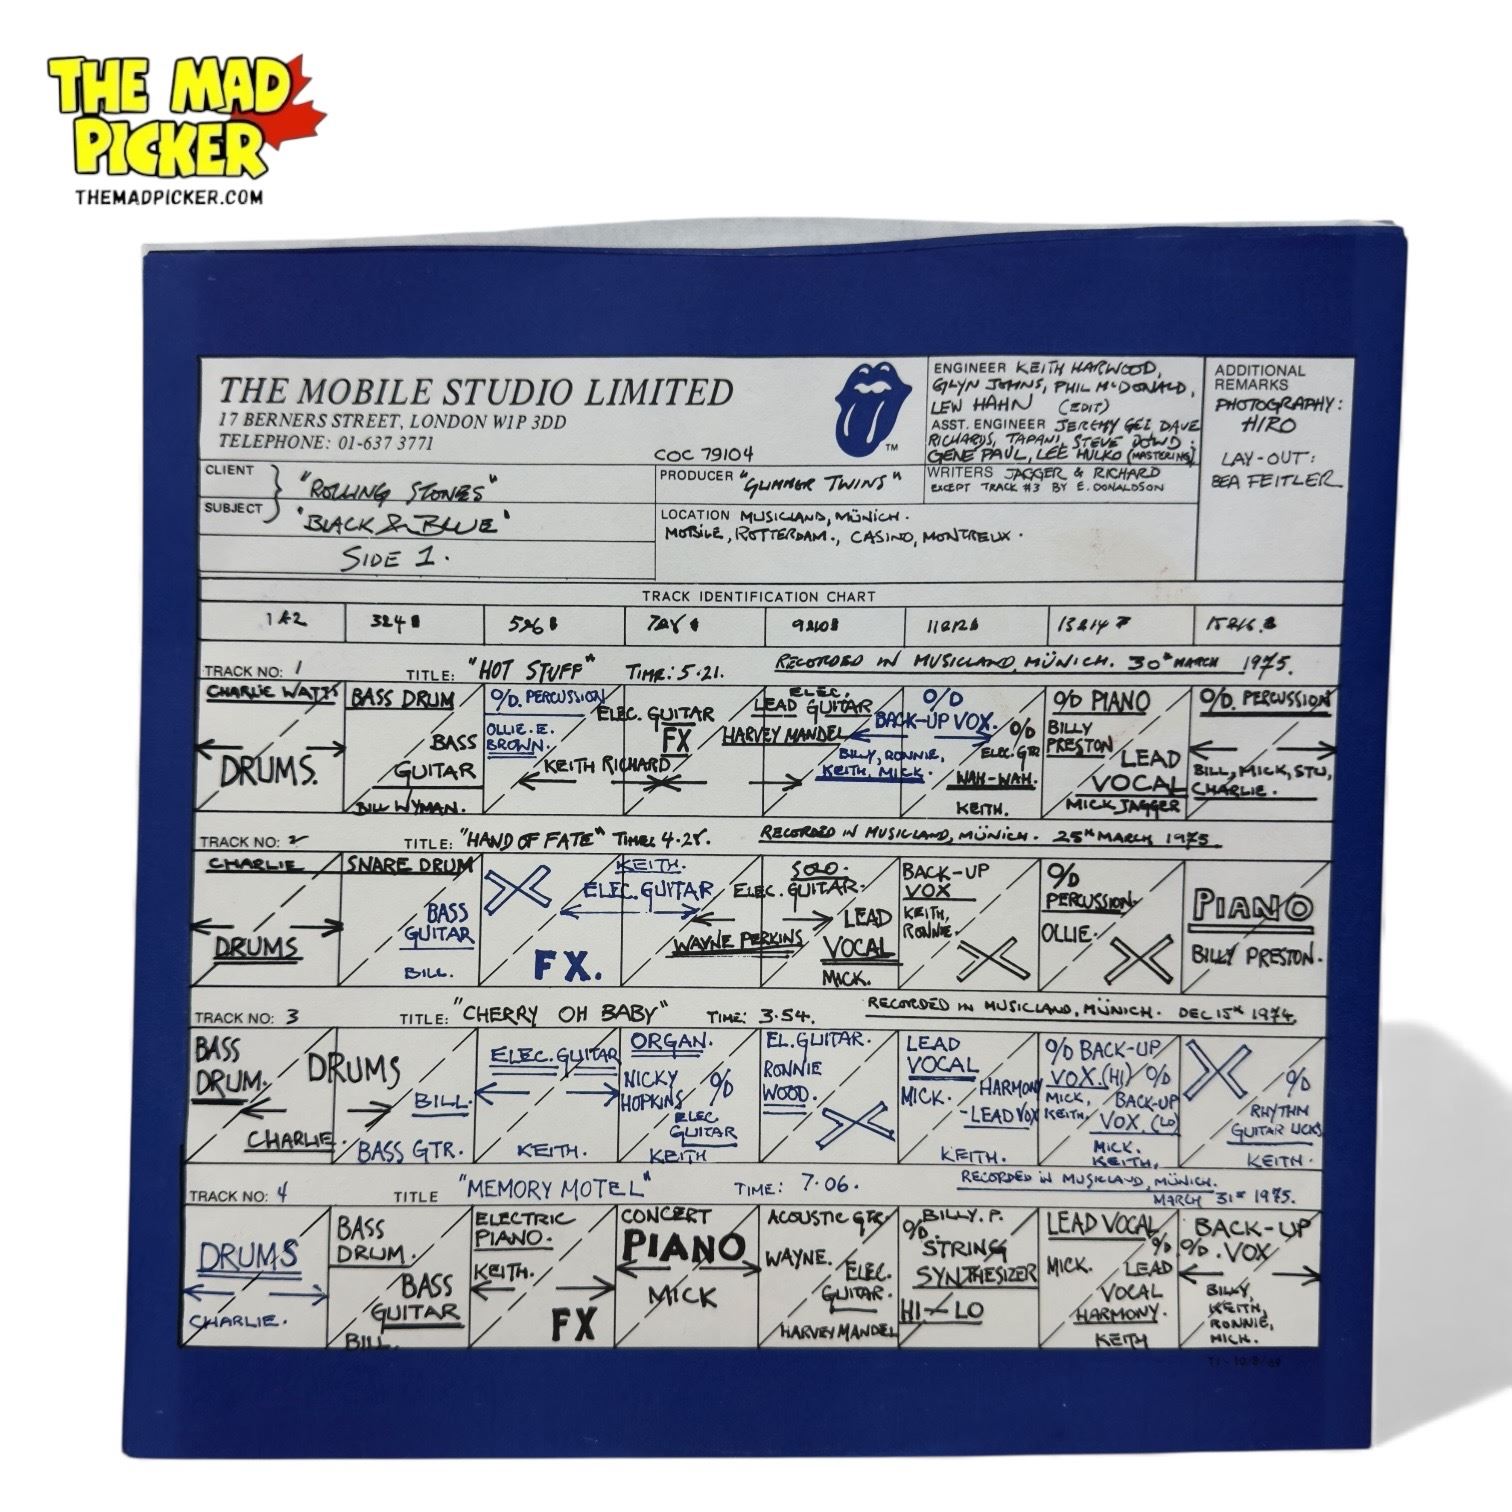 THE MAD
PICKER
THEMADPICKER.COM
THE MOBILE STUDIO LIMITED
17 BERNERS STREET, LONDON W1P 3DD
TELEPHONE: 01-637 3771
COC 79104
TM
ENGINEER KEITH HARWOOD,
GLYN JOHNS, PHIL McDONALD,
LEW HAHN (EDIT)
ASST. ENGINEER JEREMY GEE DAVE
RICHARDS, TAPANI, STEVE DOWD;
GENE PAUL, LEE HULKO (MASTERING)
WRITERS JAGGER & RICHARD
EXCEPT TRACK #3 BY E. DONALDSON
ADDITIONAL
REMARKS
PHOTOGRAPHY:
HIRO
LAY-OUT:
BEA FEITLER
CLIENT
"ROLLING STONES"
SUBJECT
"BLACK & BLUE"
SIDE 1.
PRODUCER "GLIMMER TWINS"
LOCATION MUSICLAND, MÜNICH.
MOBILE, ROTTERDAM., CASINO, MONTREUX.
TRACK IDENTIFICATION CHART
1&2
TRACK NO: 1 TITLE: "HOT STUFF" TIME: 5·21. RECORDED IN MUSICLAND, MÜNICH. 30th MARCH 1975.
CHARLIE WATTS
DRUMS.
BASS DRUM
BASS
GUITAR
BILL WYMAN.
O/D. PERCUSSION
OLLIE. E.
BROWN.
ELEC. GUITAR
FX
KEITH RICHARD
ELEC.
LEAD GUITAR
HARVEY MANDEL
O/D
BACK-UP VOX.
BILLY, RONNIE,
KEITH, MICK.
O/D
ELEC. GTR
WAH-WAH.
KEITH.
O/D PIANO
BILLY
PRESTON
LEAD
VOCAL
MICK JAGGER
O/D. PERCUSSION
BILL, MICK, STU,
CHARLIE.
TRACK NO: 2 TITLE: "HAND OF FATE" TIME: 4·28. RECORDED IN MUSICLAND, MÜNICH. 25th MARCH 1975.
CHARLIE
DRUMS
SNARE DRUM
BASS
GUITAR
BILL.
FX.
KEITH.
ELEC. GUITAR
WAYNE PERKINS
SOLO.
ELEC. GUITAR.
LEAD
VOCAL
MICK.
BACK-UP
VOX
KEITH,
RONNIE.
O/D
PERCUSSION.
OLLIE.
PIANO
BILLY PRESTON.
TRACK NO: 3 TITLE: "CHERRY OH BABY" TIME: 3·54. RECORDED IN MUSICLAND, MÜNICH. DEC 15th 1974.
BASS
DRUM.
DRUMS
CHARLIE.
BILL.
BASS GTR.
ELEC. GUITAR
KEITH.
ORGAN.
NICKY
HOPKINS
O/D
ELEC
GUITAR
KEITH
EL. GUITAR.
RONNIE
WOOD.
LEAD
VOCAL
MICK.
HARMONY
-LEAD VOX
KEITH.
O/D BACK-UP
VOX. (HI)
MICK,
KEITH,
O/D
BACK-UP
VOX. (LO)
MICK.
KEITH.
O/D
RHYTHM
GUITAR LICKS
KEITH.
TRACK NO: 4 TITLE "MEMORY MOTEL" TIME: 7·06. RECORDED IN MUSICLAND, MÜNICH.
MARCH 31st 1975.
DRUMS
CHARLIE.
BASS
DRUM.
BASS
GUITAR
BILL
ELECTRIC
PIANO.
KEITH.
FX
CONCERT
PIANO
MICK
ACOUSTIC GTR.
WAYNE.
ELEC.
GUITAR.
HARVEY MANDEL
BILLY. P.
O/D. STRING
SYNTHESIZER
HI-LO
LEAD VOCAL
MICK.
O/D
LEAD
VOCAL
HARMONY.
KEITH
BACK-UP
O/D. VOX
BILLY,
KEITH,
RONNIE,
MICK.